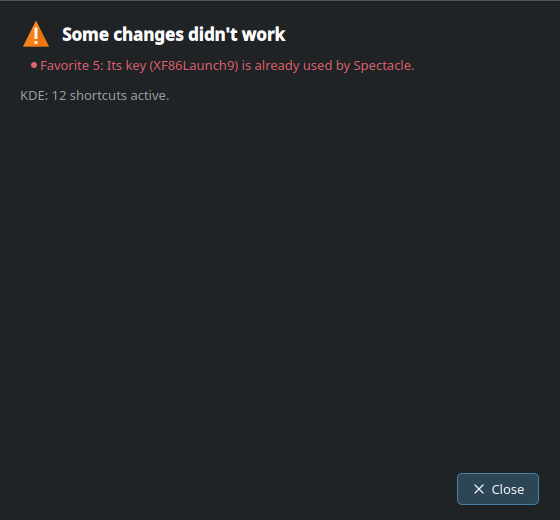 Some changes didn't work
Favorite 5: Its key (XF86Launch9) is already used by Spectacle.
KDE: 12 shortcuts active.
Close